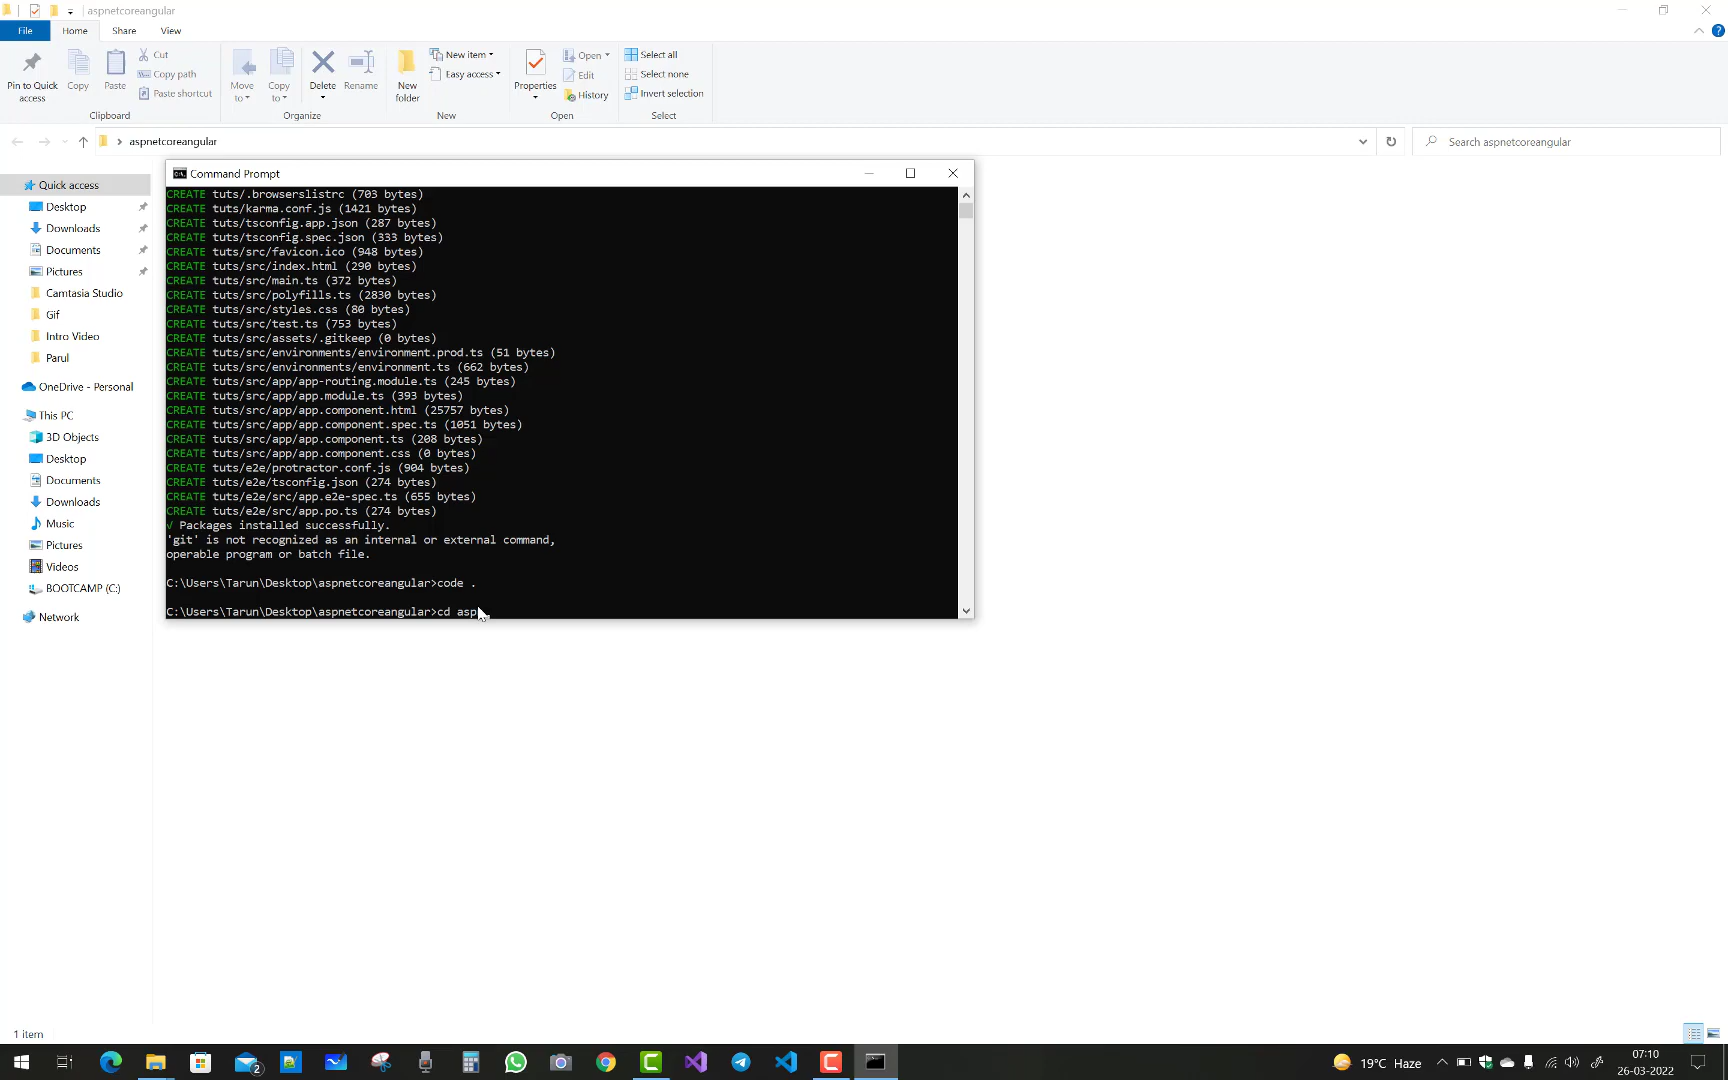 aspnetcoreangular
File
Home
Share
View
Pin to Quick
access
Copy
Paste
Cut
Copy path
Paste shortcut
Clipboard
Move
to
Copy
to
Delete
Rename
Organize
New
folder
New item
Easy access
New
Properties
Open
Edit
History
Open
Select all
Select none
Invert selection
Select
aspnetcoreangular
Search aspnetcoreangular
Quick access
Desktop
Downloads
Documents
Pictures
Camtasia Studio
Gif
Intro Video
Parul
OneDrive - Personal
This PC
3D Objects
Desktop
Documents
Downloads
Music
Pictures
Videos
BOOTCAMP (C:)
Network
Command Prompt
CREATE tuts/.browserslistrc (703 bytes)
CREATE tuts/karma.conf.js (1421 bytes)
CREATE tuts/tsconfig.app.json (287 bytes)
CREATE tuts/tsconfig.spec.json (333 bytes)
CREATE tuts/src/favicon.ico (948 bytes)
CREATE tuts/src/index.html (290 bytes)
CREATE tuts/src/main.ts (372 bytes)
CREATE tuts/src/polyfills.ts (2830 bytes)
CREATE tuts/src/styles.css (80 bytes)
CREATE tuts/src/test.ts (753 bytes)
CREATE tuts/src/assets/.gitkeep (0 bytes)
CREATE tuts/src/environments/environment.prod.ts (51 bytes)
CREATE tuts/src/environments/environment.ts (662 bytes)
CREATE tuts/src/app/app-routing.module.ts (245 bytes)
CREATE tuts/src/app/app.module.ts (393 bytes)
CREATE tuts/src/app/app.component.html (25757 bytes)
CREATE tuts/src/app/app.component.spec.ts (1051 bytes)
CREATE tuts/src/app/app.component.ts (208 bytes)
CREATE tuts/src/app/app.component.css (0 bytes)
CREATE tuts/e2e/protractor.conf.js (904 bytes)
CREATE tuts/e2e/tsconfig.json (274 bytes)
CREATE tuts/e2e/src/app.e2e-spec.ts (655 bytes)
CREATE tuts/e2e/src/app.po.ts (274 bytes)
√ Packages installed successfully.
'git' is not recognized as an internal or external command,
operable program or batch file.
C:\Users\Tarun\Desktop\aspnetcoreangular>code .
C:\Users\Tarun\Desktop\aspnetcoreangular>cd asp
1 item
2
19°C Haze
07:10
26-03-2022